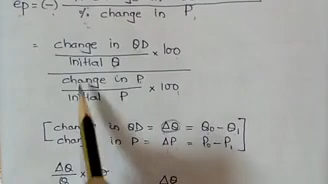 ep = (-)
% change in P
= change in QD × 100
Initial Q
change in P × 100
Initial P
[change in QD = ΔQ = Q0 - Q1
change in P = ΔP = P0 - P1]
ΔQ
Q
ΔQ